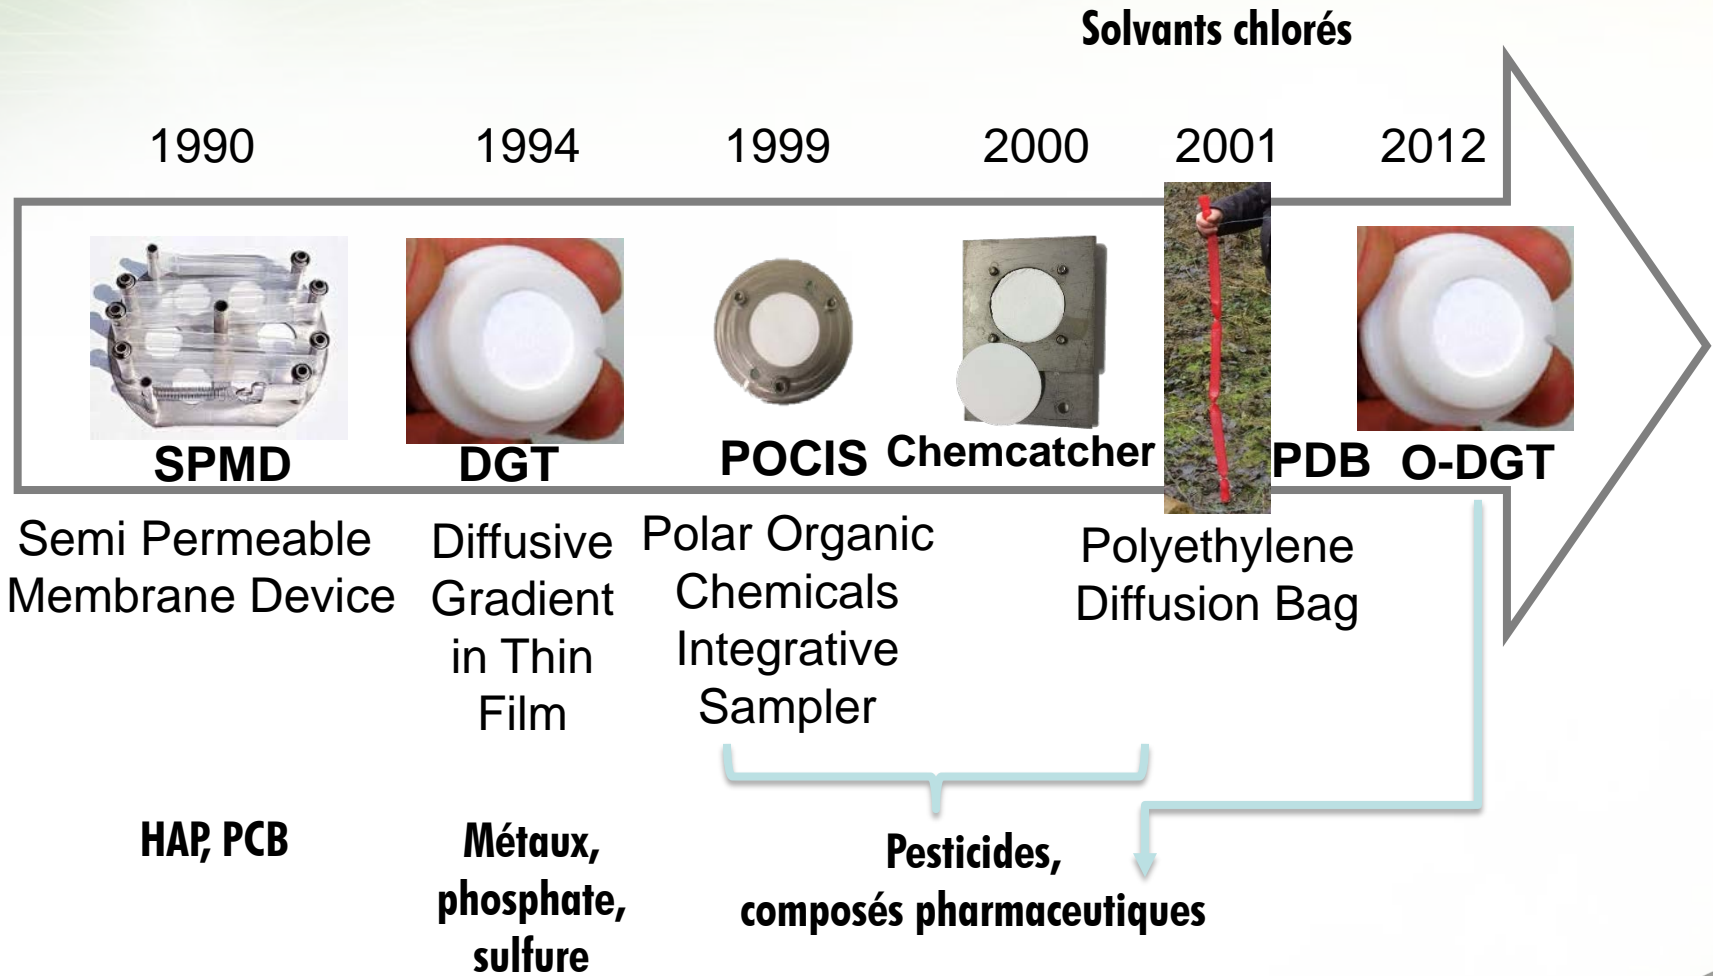 Solvants chlorés
1990
1994
1999
2000
2001
2012
SPMD
DGT
POCIS
Chemcatcher
PDB
O-DGT
Semi Permeable
Membrane Device
Diffusive
Gradient
in Thin
Film
Polar Organic
Chemicals
Integrative
Sampler
Polyethylene
Diffusion Bag
HAP, PCB
Métaux,
phosphate,
sulfure
Pesticides,
composés pharmaceutiques